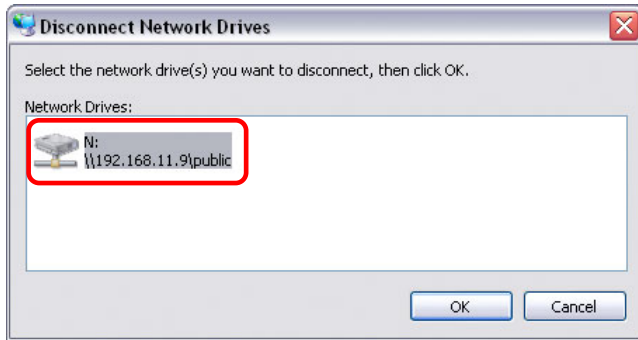 Disconnect Network Drives
Select the network drive(s) you want to disconnect, then click OK.
Network Drives:
N:
\\192.168.11.9\public
OK
Cancel